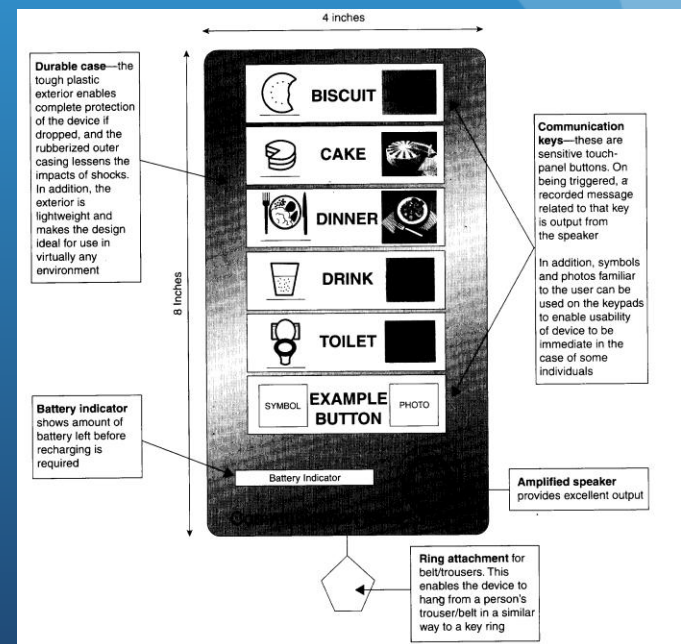 4 inches
Durable case—the
tough plastic
exterior enables
complete protection
of the device if
dropped, and the
rubberized outer
casing lessens the
impacts of shocks.
In addition, the
exterior is
lightweight and
makes the design
ideal for use in
virtually any
environment
8 Inches
Battery indicator
shows amount of
battery left before
recharging is
required
BISCUIT
CAKE
DINNER
DRINK
TOILET
SYMBOL
EXAMPLE
BUTTON
PHOTO
Battery Indicator
Communication
keys—these are
sensitive touch-
panel buttons. On
being triggered, a
recorded message
related to that key
is output from
the speaker
In addition, symbols
and photos familiar
to the user can be
used on the keypads
to enable usability
of device to be
immediate in the
case of some
individuals
Amplified speaker
provides excellent output
Ring attachment for
belt/trousers. This
enables the device to
hang from a person's
trouser/belt in a similar
way to a key ring